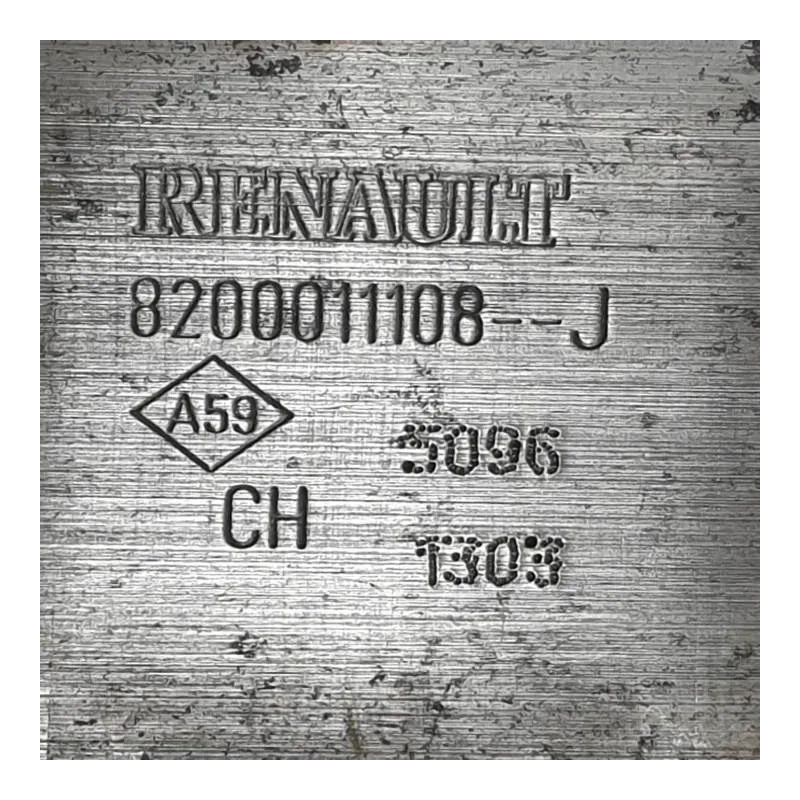 RENAULT
8200011108--J
A59
5096
CH
1303